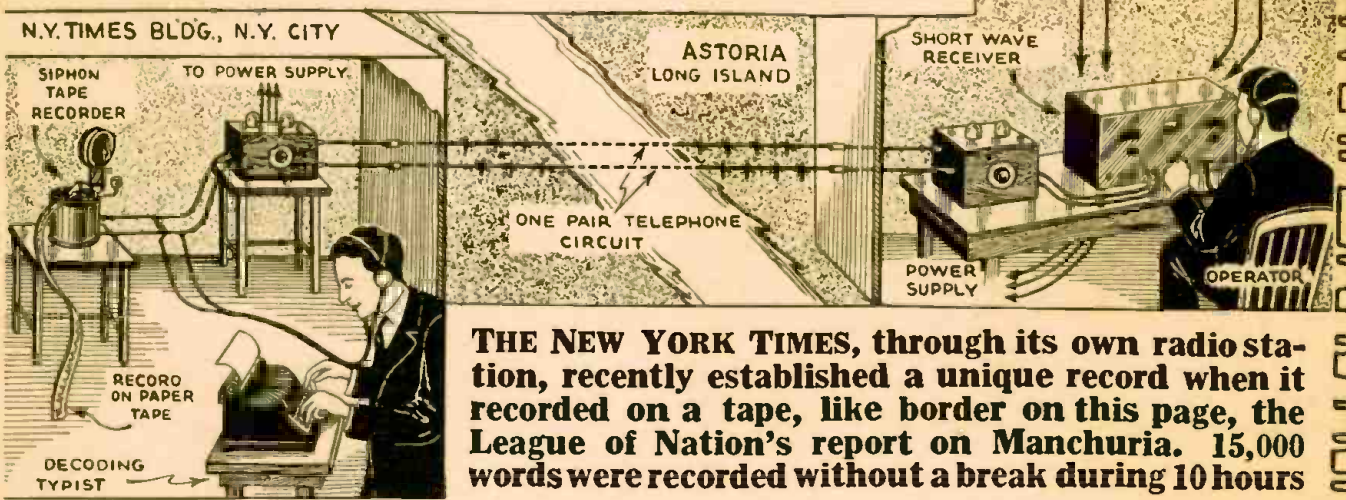 N.Y. TIMES BLDG., N.Y. CITY
SIPHON
TAPE
RECORDER
TO POWER SUPPLY
ASTORIA
LONG ISLAND
SHORT WAVE
RECEIVER
ONE PAIR TELEPHONE
CIRCUIT
POWER
SUPPLY
OPERATOR
RECORD
ON PAPER
TAPE
DECODING
TYPIST
THE NEW YORK TIMES, through its own radio sta-
tion, recently established a unique record when it
recorded on a tape, like border on this page, the
League of Nation's report on Manchuria. 15,000
words were recorded without a break during 10 hours